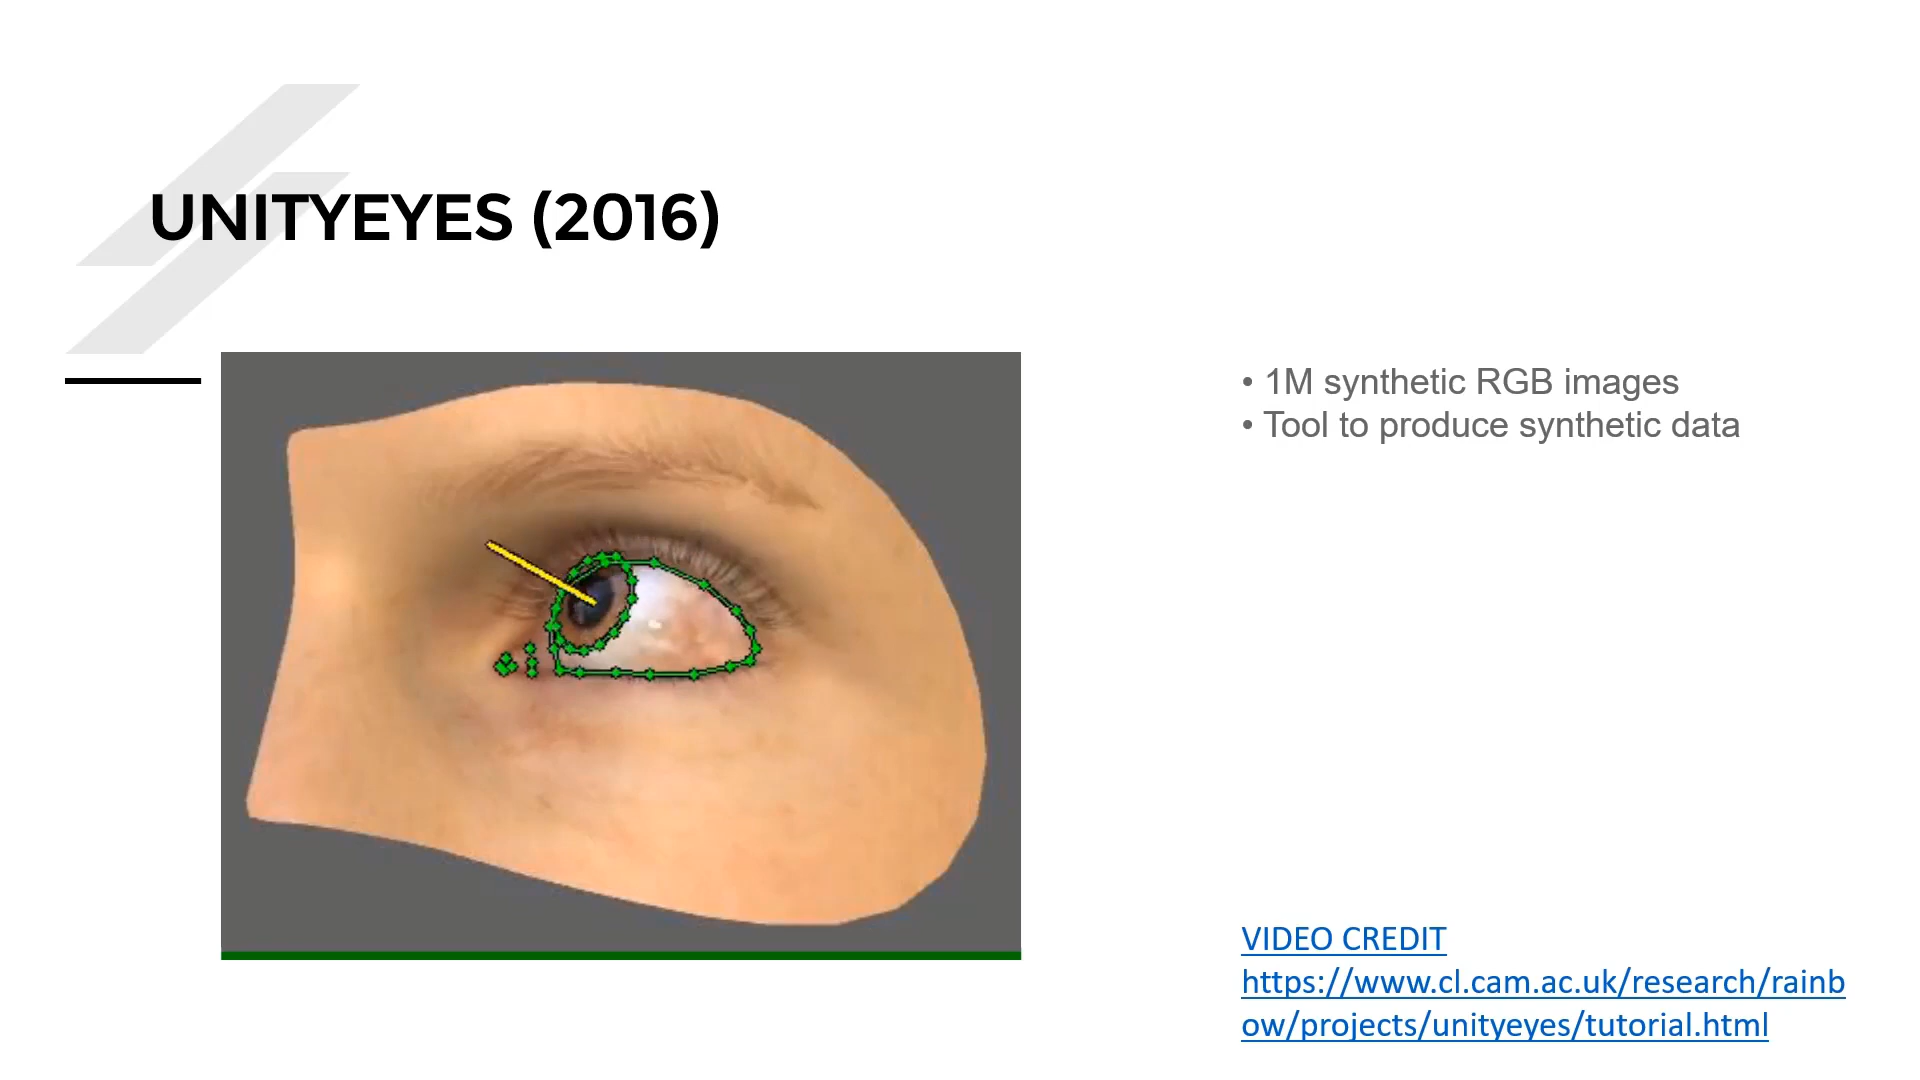 UNITYEYES (2016)
• 1M synthetic RGB images
• Tool to produce synthetic data
VIDEO CREDIT
https://www.cl.cam.ac.uk/research/rainb
ow/projects/unityeyes/tutorial.html